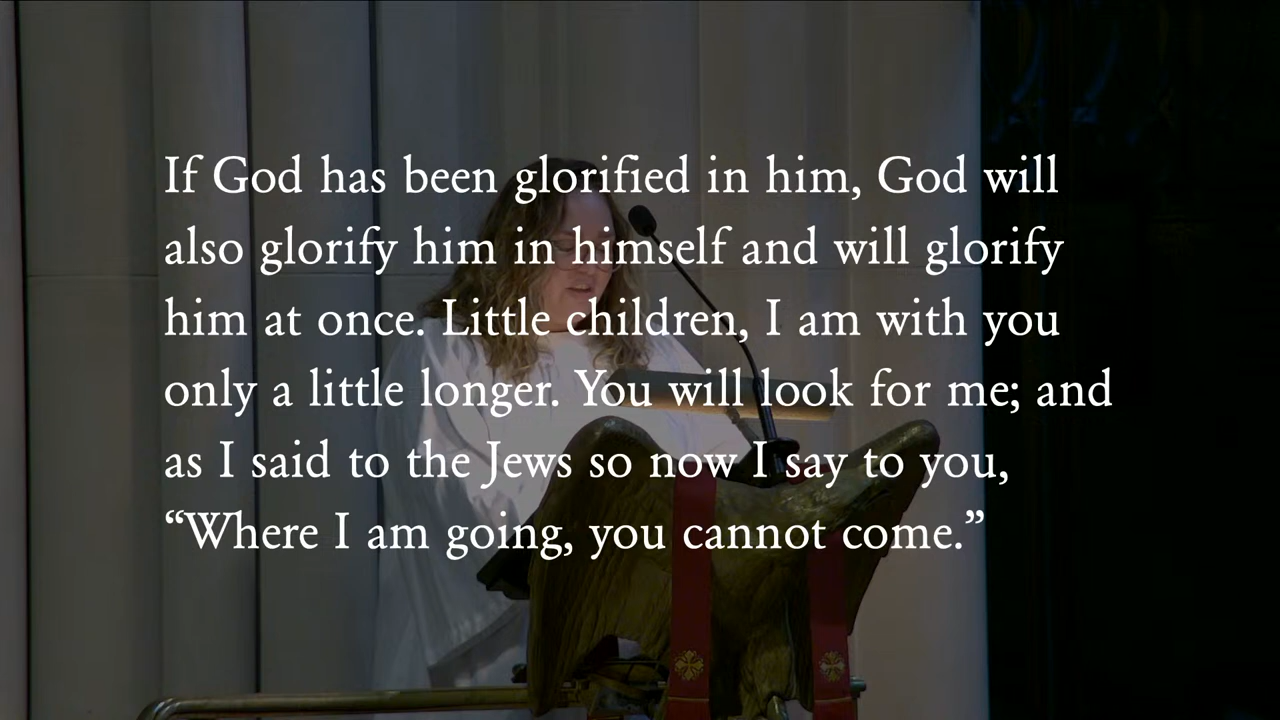 If God has been glorified in him, God will
also glorify him in himself and will glorify
him at once. Little children, I am with you
only a little longer. You will look for me; and
as I said to the Jews so now I say to you,
“Where I am going, you cannot come.”